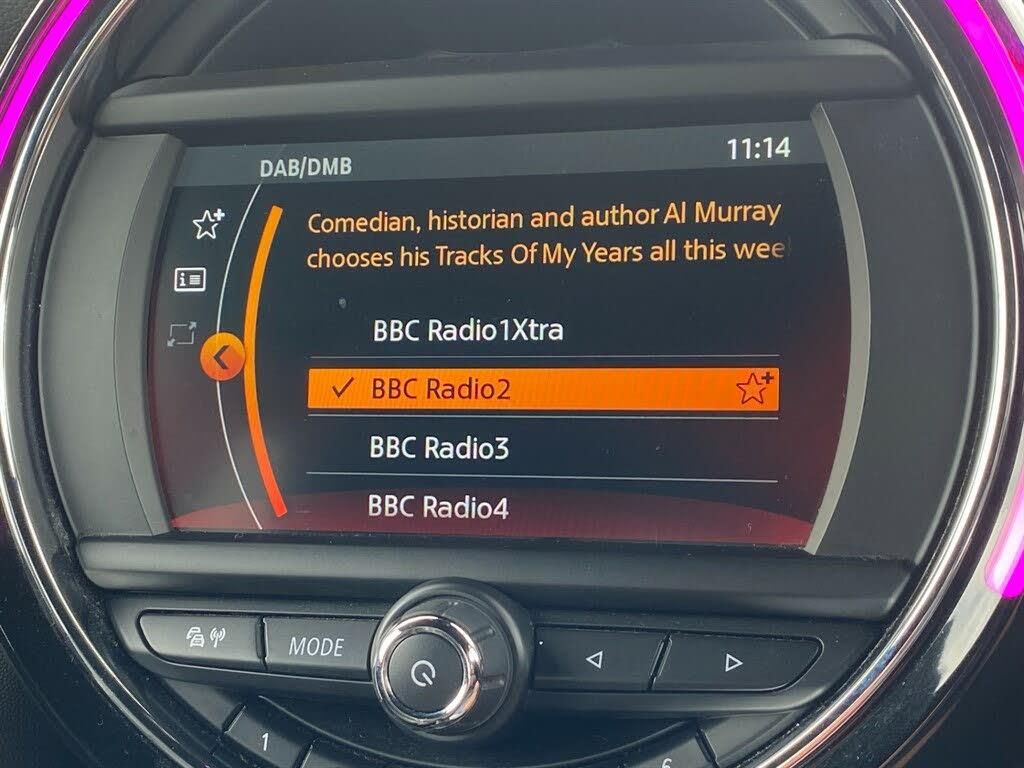 DAB/DMB
11:14
Comedian, historian and author Al Murray
chooses his Tracks Of My Years all this wee
BBC Radio1Xtra
BBC Radio2
BBC Radio3
BBC Radio4
MODE
1
6